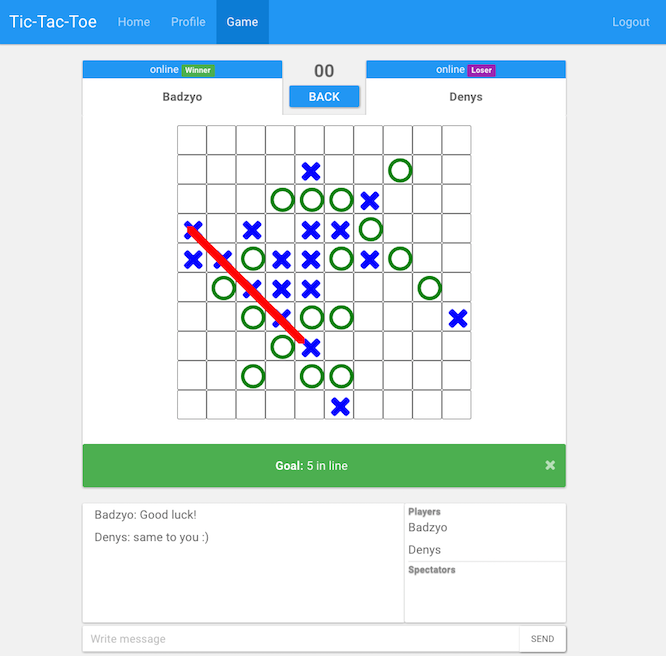 Tic-Tac-Toe Home Profile Game Logout
online Winner 00 online Loser
Badzyo BACK Denys
Goal: 5 in line ×
Badzyo: Good luck!
Denys: same to you :)
Players
Badzyo
Denys
Spectators
Write message SEND